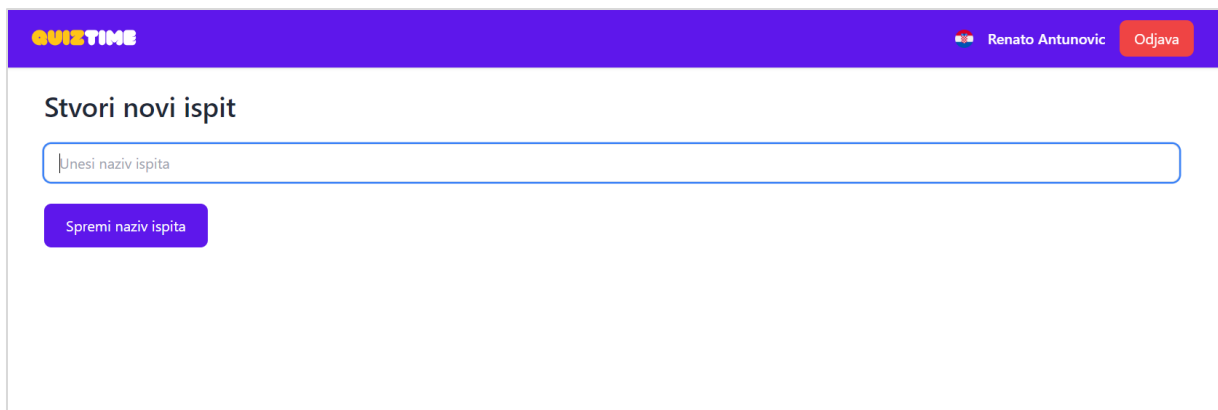 QUIZTIME
Renato Antunovic
Odjava
Stvori novi ispit
Unesi naziv ispita
Spremi naziv ispita